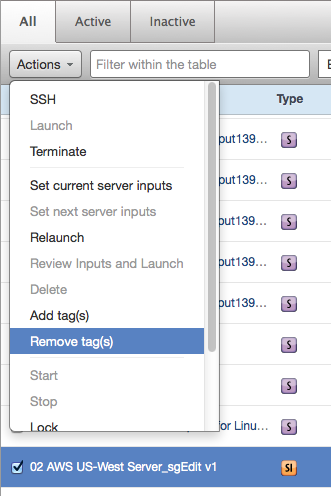 All Active Inactive
Actions Filter within the table
Type
SSH
Launch
put139... S
Terminate
put139... S
Set current server inputs
Set next server inputs put139... S
Relaunch
Review Inputs and Launch put139... S
Delete
Add tag(s) put139... S
Remove tag(s) S
Start
Stop S
Lock for Linu... S
02 AWS US-West Server_sgEdit v1 SI